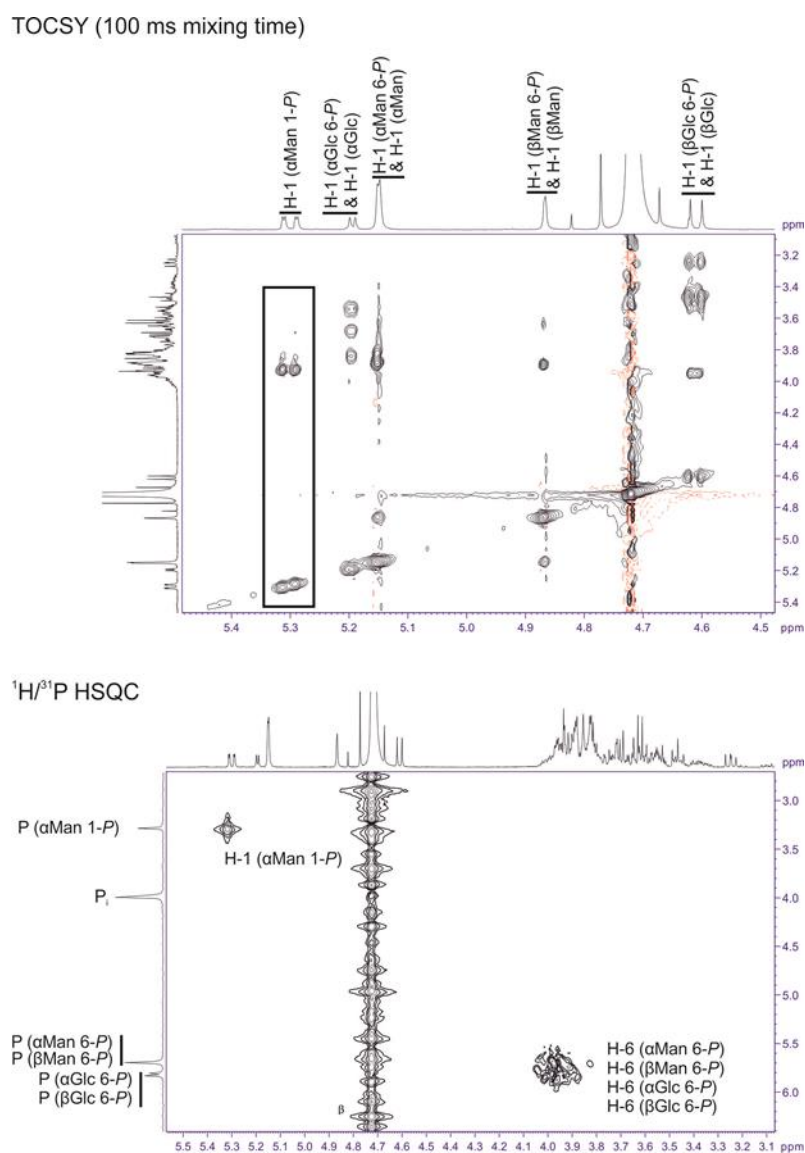 TOCSY (100 ms mixing time)
H-1 (αMan 1-P)
H-1 (αGlc 6-P)
& H-1 (αGlc)
H-1 (αMan 6-P)
& H-1 (αMan)
H-1 (βMan 6-P)
& H-1 (βMan)
H-1 (βGlc 6-P)
& H-1 (βGlc)
ppm
3.2
3.4
3.6
3.8
4.0
4.2
4.4
4.6
4.8
5.0
5.2
5.4
5.4 5.3 5.2 5.1 5.0 4.9 4.8 4.7 4.6 4.5 ppm
¹H/³¹P HSQC
ppm
P (αMan 1-P)
H-1 (αMan 1-P)
Pᵢ
P (αMan 6-P)
P (βMan 6-P)
P (αGlc 6-P)
P (βGlc 6-P)
β
H-6 (αMan 6-P)
H-6 (βMan 6-P)
H-6 (αGlc 6-P)
H-6 (βGlc 6-P)
3.0
3.5
4.0
4.5
5.0
5.5
6.0
5.5 5.4 5.3 5.2 5.1 5.0 4.9 4.8 4.7 4.6 4.5 4.4 4.3 4.2 4.1 4.0 3.9 3.8 3.7 3.6 3.5 3.4 3.3 3.2 3.1 ppm